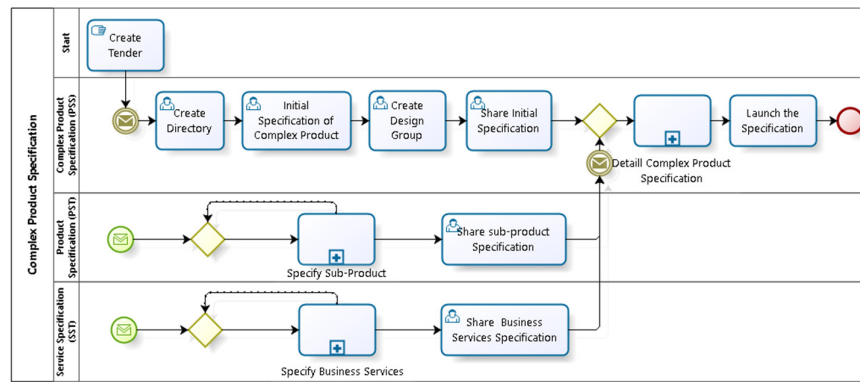 Complex Product Specification
Start
Create
Tender
Complex Product
Specification (PSS)
Create
Directory
Initial
Specification of
Complex Product
Create
Design
Group
Share Initial
Specification
Detaill Complex Product
Specification
Launch the
Specification
Product
Specification (PST)
Specify Sub-Product
Share sub-product
Specification
Service Specification
(SST)
Specify Business Services
Share Business
Services Specification